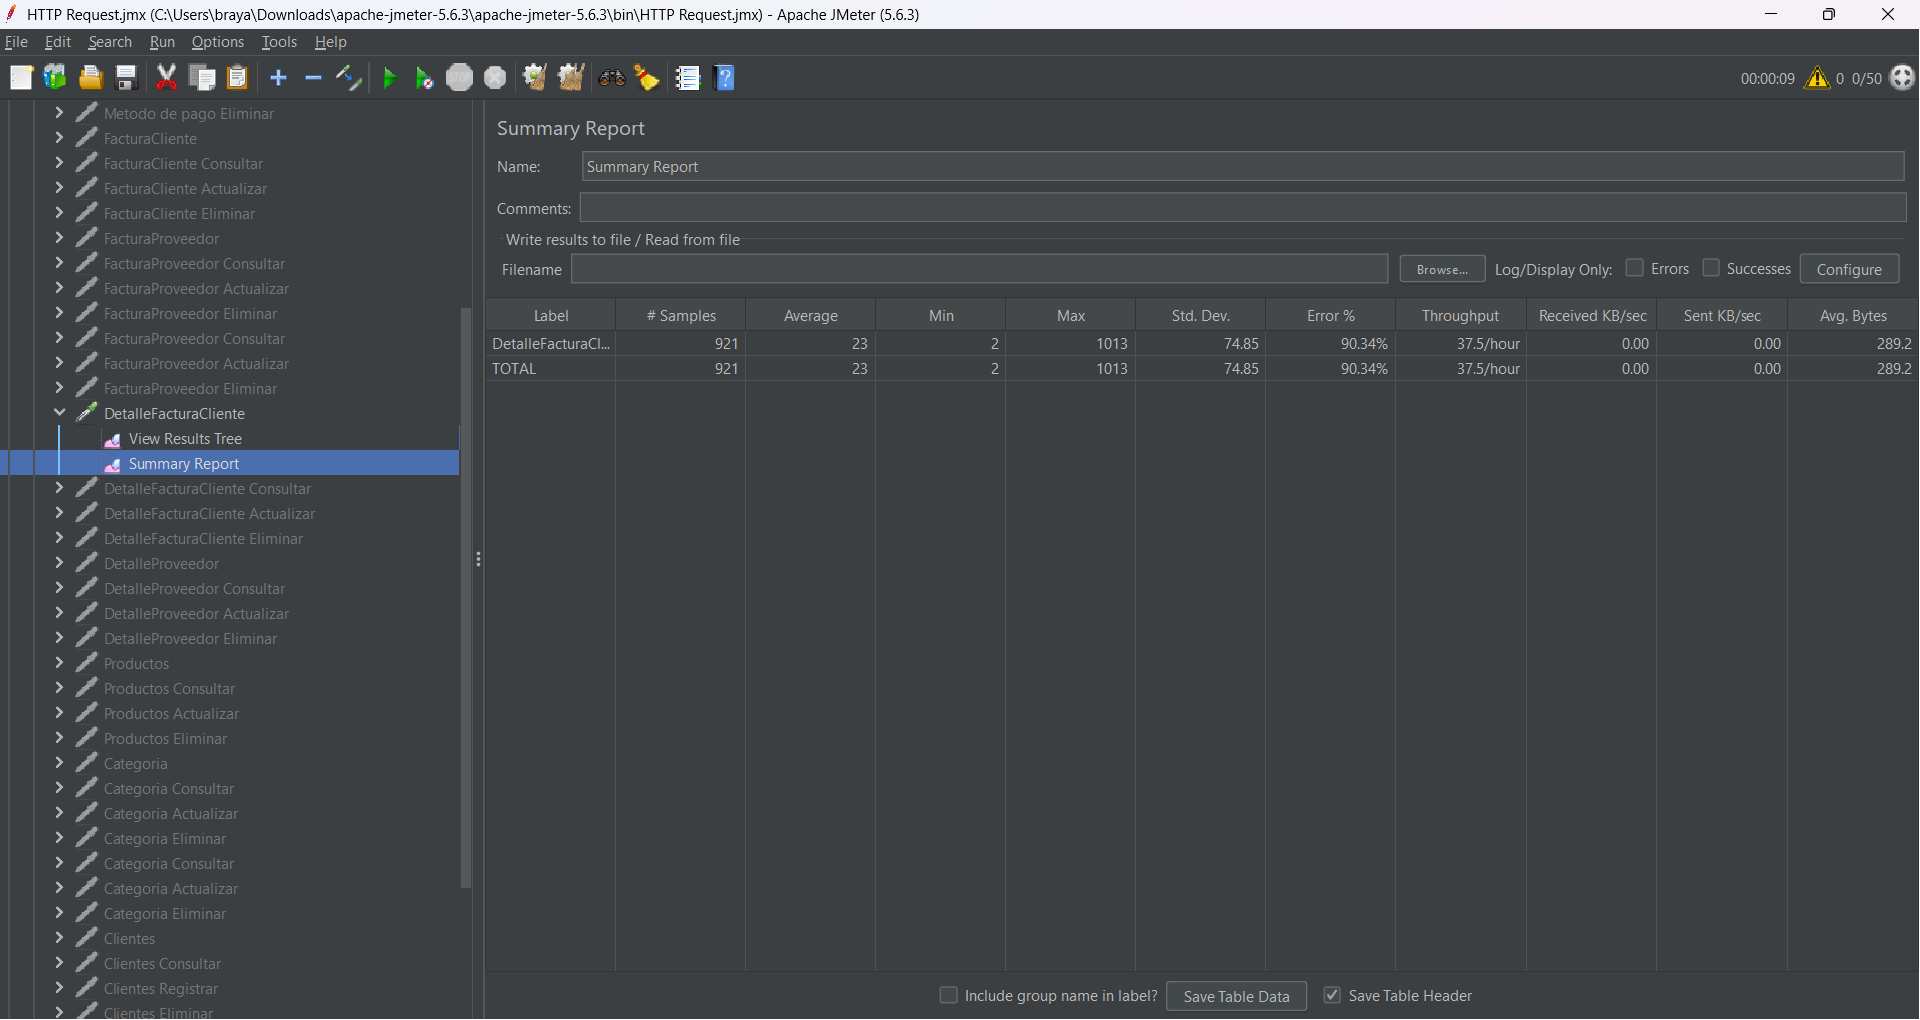 HTTP Request.jmx (C:\Users\braya\Downloads\apache-jmeter-5.6.3\apache-jmeter-5.6.3\bin\HTTP Request.jmx) - Apache JMeter (5.6.3)
File Edit Search Run Options Tools Help
STOP
00:00:09 0 0/50
Metodo de pago Eliminar
FacturaCliente
FacturaCliente Consultar
FacturaCliente Actualizar
FacturaCliente Eliminar
FacturaProveedor
FacturaProveedor Consultar
FacturaProveedor Actualizar
FacturaProveedor Eliminar
FacturaProveedor Consultar
FacturaProveedor Actualizar
FacturaProveedor Eliminar
DetalleFacturaCliente
View Results Tree
Summary Report
DetalleFacturaCliente Consultar
DetalleFacturaCliente Actualizar
DetalleFacturaCliente Eliminar
DetalleProveedor
DetalleProveedor Consultar
DetalleProveedor Actualizar
DetalleProveedor Eliminar
Productos
Productos Consultar
Productos Actualizar
Productos Eliminar
Categoria
Categoria Consultar
Categoria Actualizar
Categoria Eliminar
Categoria Consultar
Categoria Actualizar
Categoria Eliminar
Clientes
Clientes Consultar
Clientes Registrar
Clientes Eliminar
Summary Report
Name: Summary Report
Comments:
Write results to file / Read from file
Filename Browse... Log/Display Only: Errors Successes Configure
Label # Samples Average Min Max Std. Dev. Error % Throughput Received KB/sec Sent KB/sec Avg. Bytes
DetalleFacturaCl... 921 23 2 1013 74.85 90.34% 37.5/hour 0.00 0.00 289.2
TOTAL 921 23 2 1013 74.85 90.34% 37.5/hour 0.00 0.00 289.2
Include group name in label? Save Table Data Save Table Header